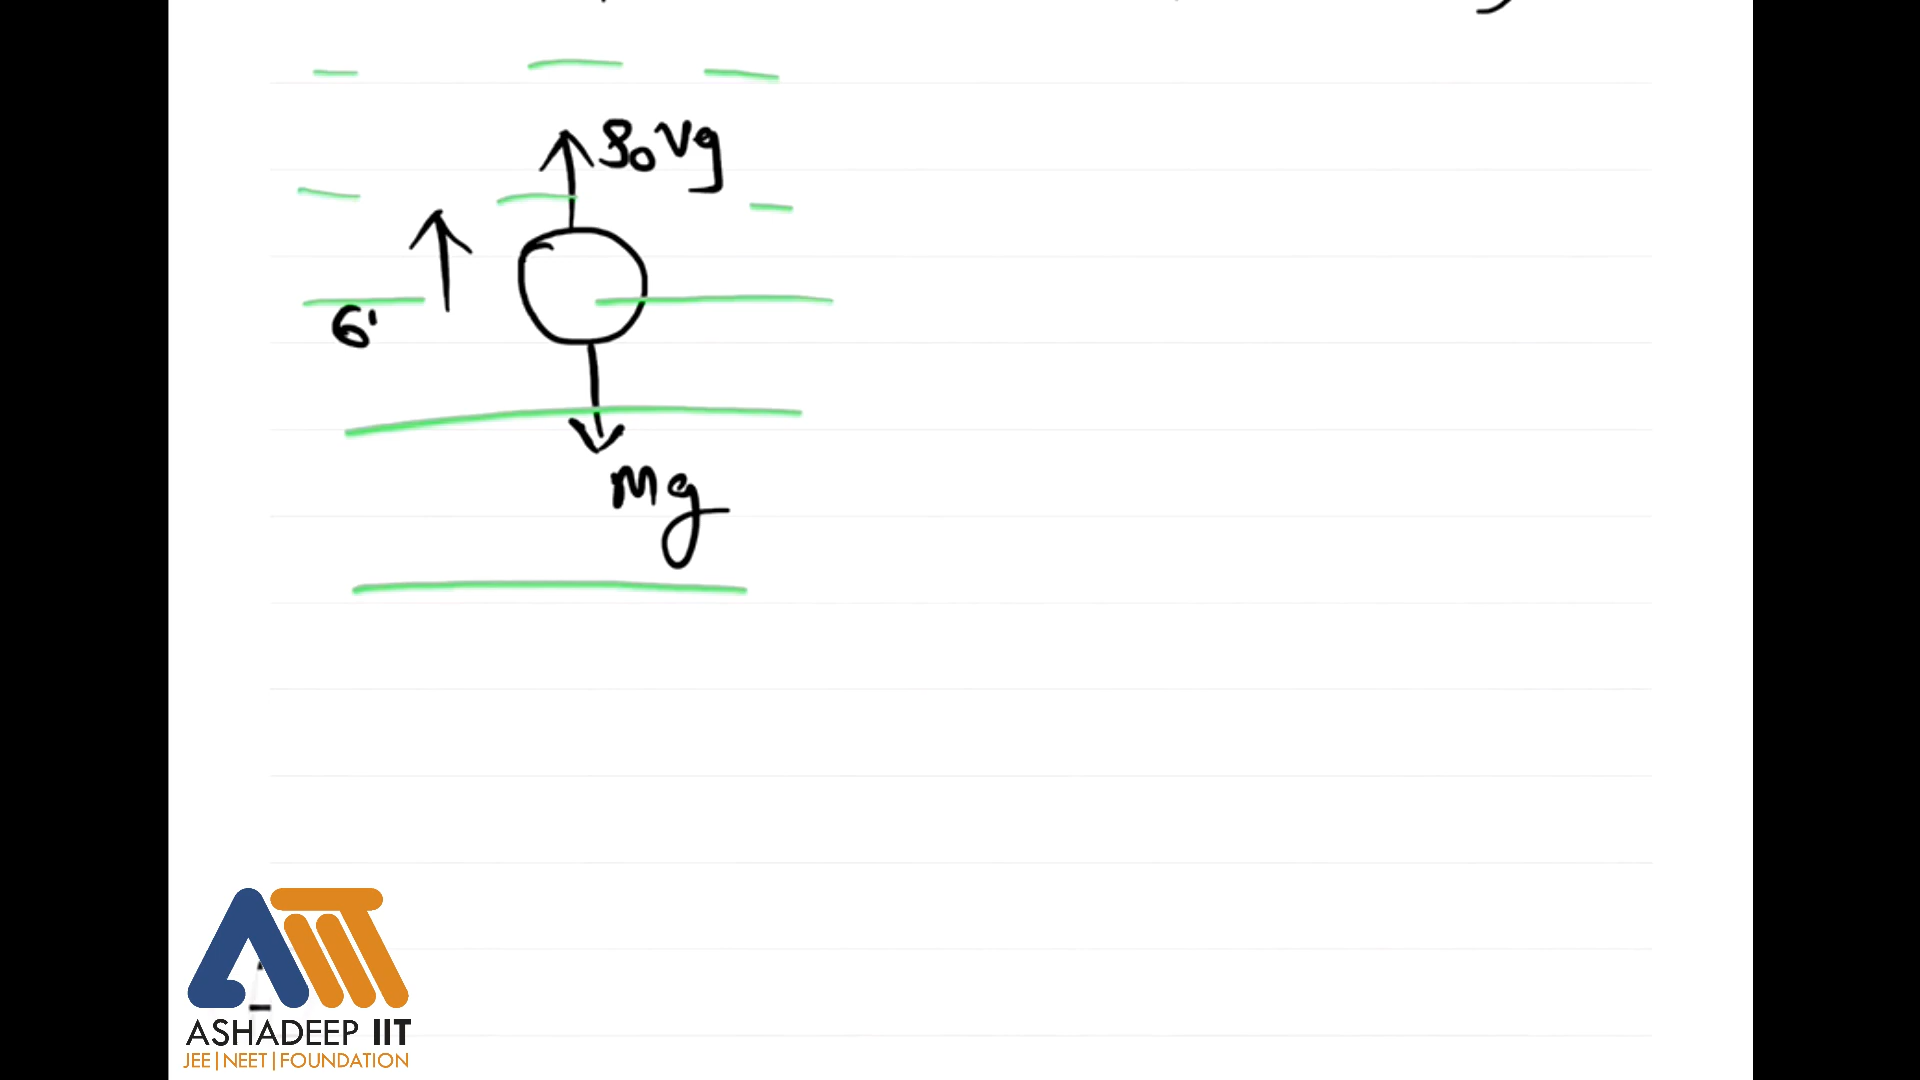 ρ₀Vg
6'
mg
ASHADEEP IIT
JEE|NEET|FOUNDATION